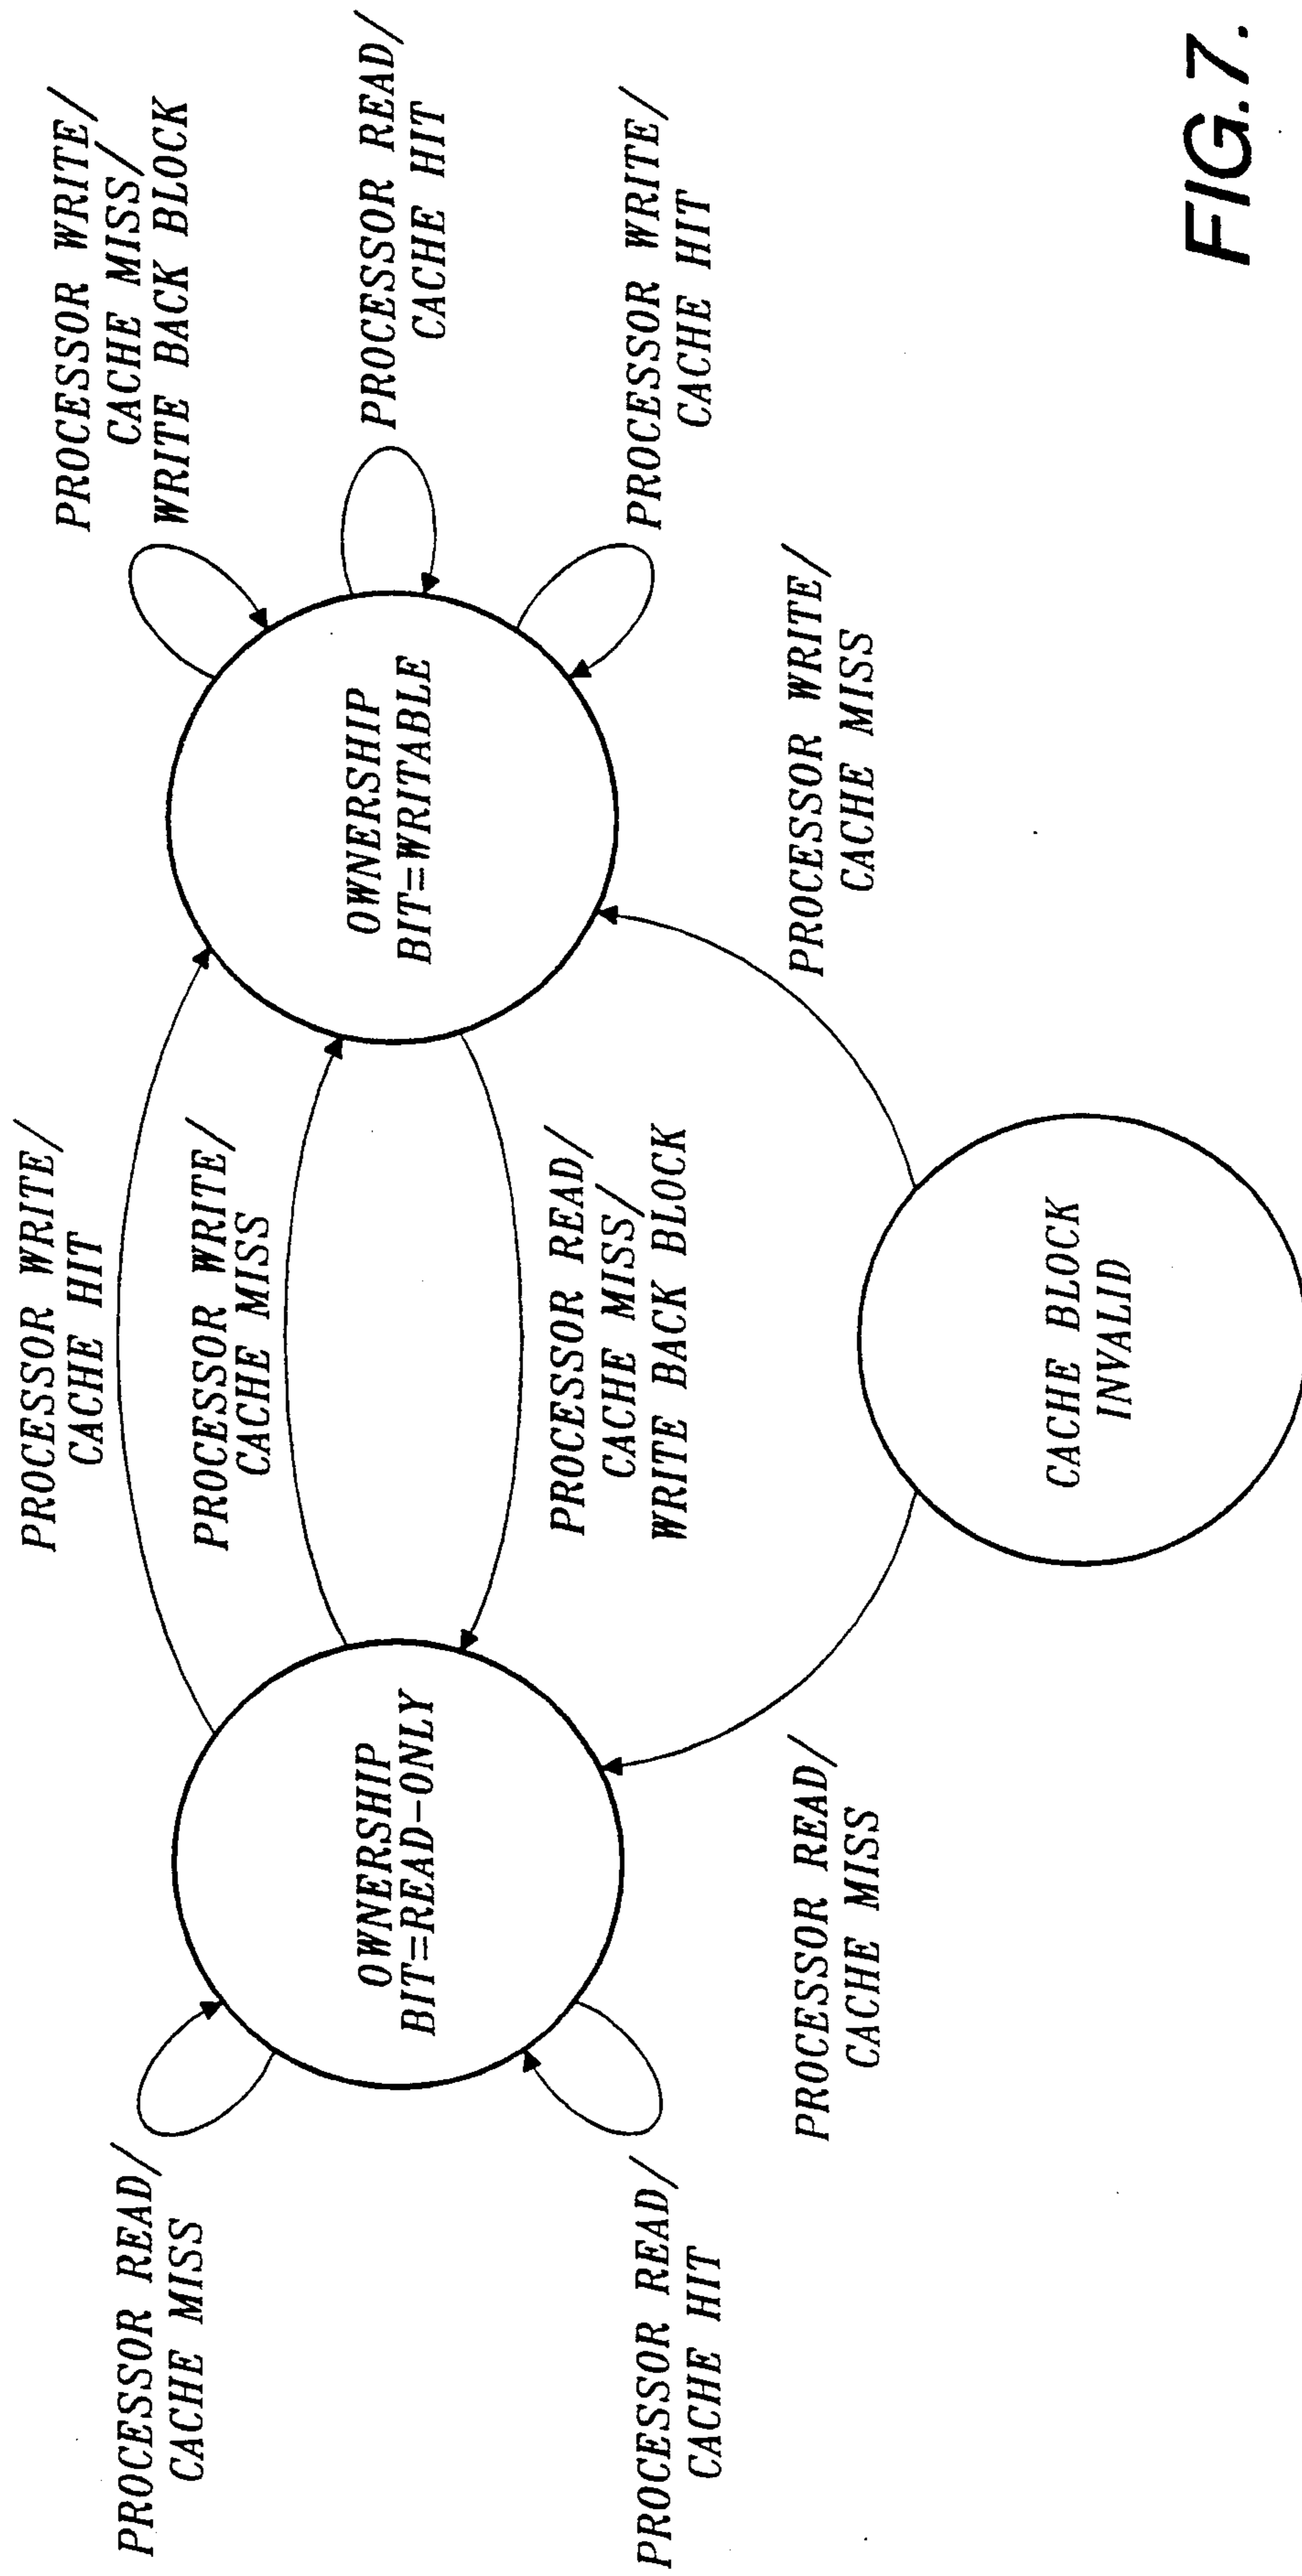 PROCESSOR WRITE/
CACHE HIT
PROCESSOR WRITE/
CACHE MISS/
WRITE BACK BLOCK
PROCESSOR READ/
CACHE MISS
PROCESSOR WRITE/
CACHE MISS
OWNERSHIP
BIT=READ-ONLY
OWNERSHIP
BIT=WRITABLE
PROCESSOR READ/
CACHE HIT
PROCESSOR READ/
CACHE MISS/
WRITE BACK BLOCK
PROCESSOR READ/
CACHE HIT
PROCESSOR WRITE/
CACHE HIT
PROCESSOR READ/
CACHE MISS
PROCESSOR WRITE/
CACHE MISS
CACHE BLOCK
INVALID
FIG.7.